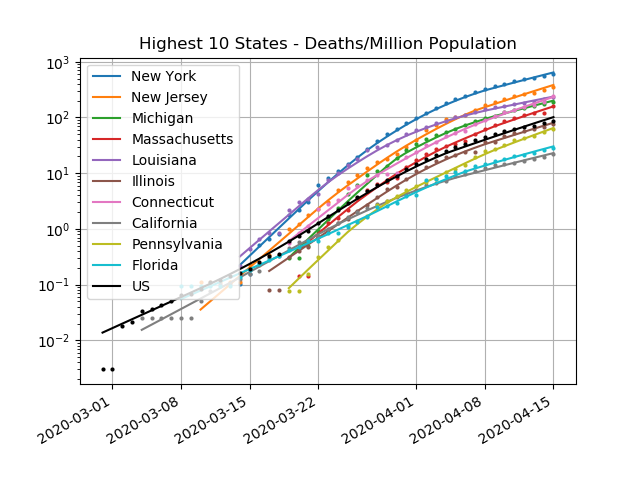 Highest 10 States - Deaths/Million Population
10³
10²
10¹
10⁰
10⁻¹
10⁻²
New York
New Jersey
Michigan
Massachusetts
Louisiana
Illinois
Connecticut
California
Pennsylvania
Florida
US
2020-03-01
2020-03-08
2020-03-15
2020-03-22
2020-04-01
2020-04-08
2020-04-15